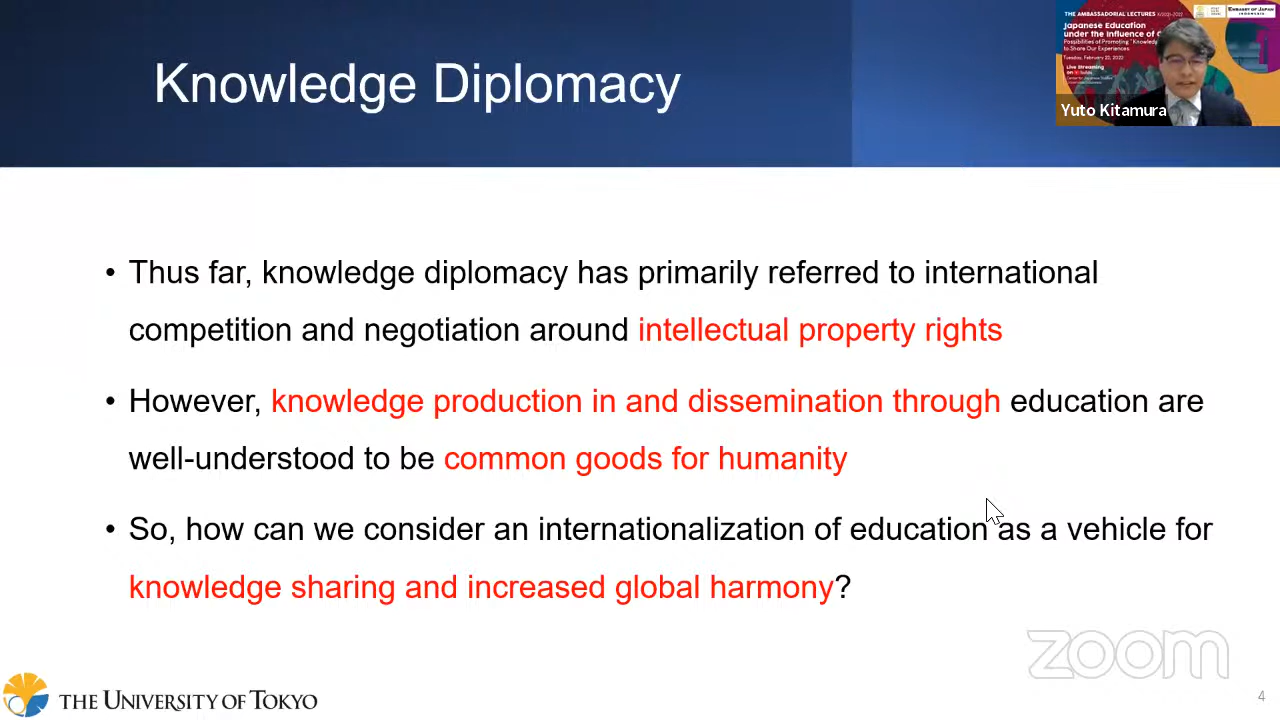 Knowledge Diplomacy
THE AMBASSADORIAL LECTURES
EMBASSY OF JAPAN
Japanese Education
under the Influence of
Possibilities of Promoting "Knowledge
to Share Our Experiences
Tuesday, February 22, 2022
Live Streaming
Yuto Kitamura
• Thus far, knowledge diplomacy has primarily referred to international
competition and negotiation around intellectual property rights
• However, knowledge production in and dissemination through education are
well-understood to be common goods for humanity
• So, how can we consider an internationalization of education as a vehicle for
knowledge sharing and increased global harmony?
zoom
THE UNIVERSITY OF TOKYO
4